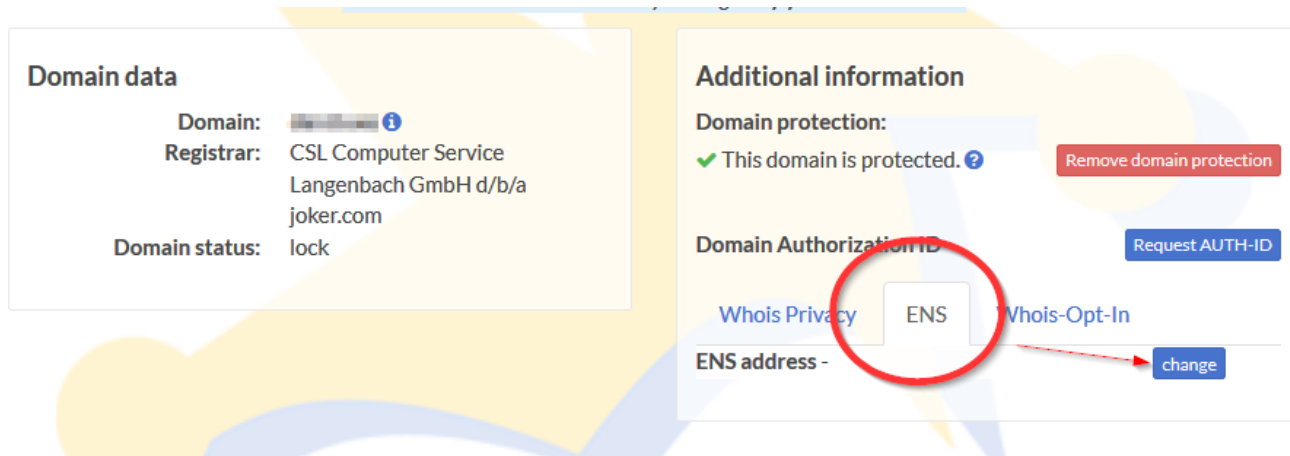 Domain data
Domain:
Registrar: CSL Computer Service
Langenbach GmbH d/b/a
joker.com
Domain status: lock
Additional information
Domain protection:
This domain is protected. Remove domain protection
Domain Authorization ID Request AUTH-ID
Whois Privacy ENS Whois-Opt-In
ENS address - change